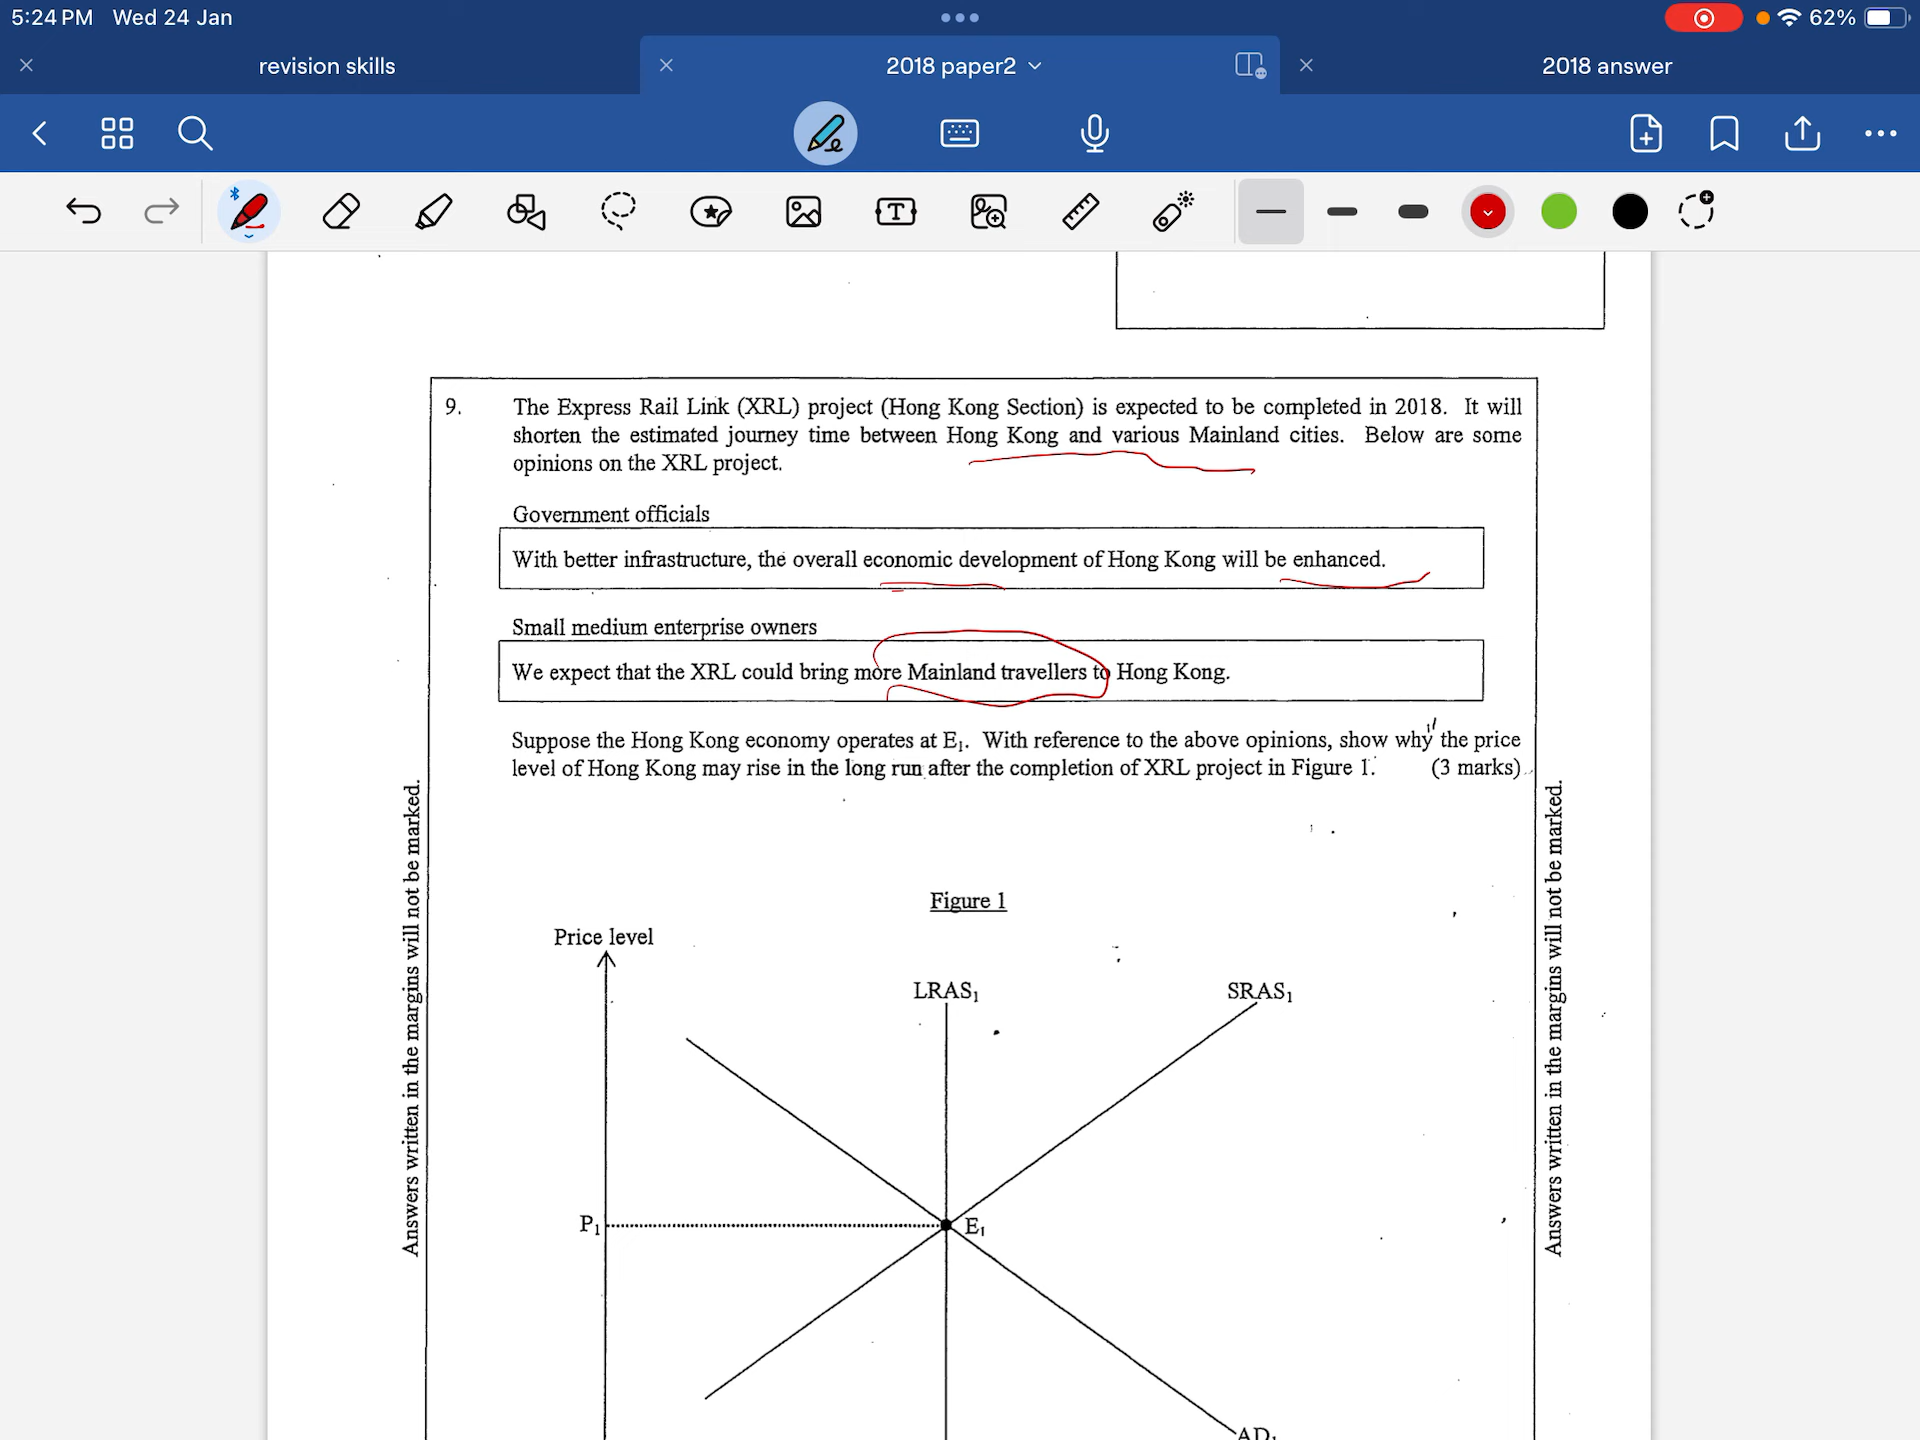 5:24 PM Wed 24 Jan
62%
revision skills
2018 paper2
2018 answer
9. The Express Rail Link (XRL) project (Hong Kong Section) is expected to be completed in 2018. It will
shorten the estimated journey time between Hong Kong and various Mainland cities. Below are some
opinions on the XRL project.
Government officials
With better infrastructure, the overall economic development of Hong Kong will be enhanced.
Small medium enterprise owners
We expect that the XRL could bring more Mainland travellers to Hong Kong.
Suppose the Hong Kong economy operates at E₁. With reference to the above opinions, show why the price
level of Hong Kong may rise in the long run after the completion of XRL project in Figure 1. (3 marks)
Answers written in the margins will not be marked.
Answers written in the margins will not be marked.
Figure 1
Price level
LRAS₁
SRAS₁
P₁
E₁
AD₁